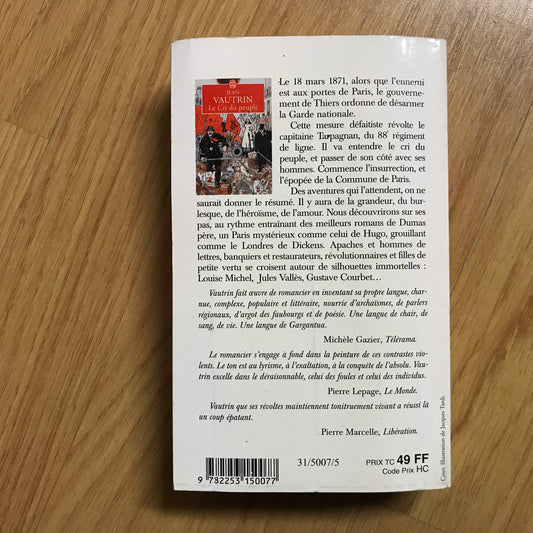 JEAN
VAUTRIN
Le Cri du peuple
Le 18 mars 1871, alors que l'ennemi
est aux portes de Paris, le gouverne-
ment de Thiers ordonne de désarmer
la Garde nationale.
Cette mesure défaitiste révolte le
capitaine Tarpagnan, du 88e régiment
de ligne. Il va entendre le cri du
peuple, et passer de son côté avec ses
hommes. Commence l'insurrection, et
l'épopée de la Commune de Paris.
Des aventures qui l'attendent, on ne
saurait donner le résumé. Il y aura de la grandeur, du bur-
lesque, de l'héroïsme, de l'amour. Nous découvrirons sur ses
pas, au rythme entraînant des meilleurs romans de Dumas
père, un Paris mystérieux comme celui de Hugo, grouillant
comme le Londres de Dickens. Apaches et hommes de
lettres, banquiers et restaurateurs, révolutionnaires et filles de
petite vertu se croisent autour de silhouettes immortelles :
Louise Michel, Jules Vallès, Gustave Courbet…
Vautrin fait œuvre de romancier en inventant sa propre langue, char-
nue, complexe, populaire et littéraire, nourrie d'archaïsmes, de parlers
régionaux, d'argot des faubourgs et de poésie. Une langue de chair, de
sang, de vie. Une langue de Gargantua.
Michèle Gazier, Télérama.
Le romancier s'engage à fond dans la peinture de ces contrastes vio-
lents. Le ton est au lyrisme, à l'exaltation, à la conquête de l'absolu. Vau-
trin excelle dans le déraisonnable, celui des foules et celui des individus.
Pierre Lepage, Le Monde.
Vautrin que ses révoltes maintiennent tonitruement vivant a réussi là
un coup épatant.
Pierre Marcelle, Libération.
Couv. Illustration de Jacques Tardi.
31/5007/5
PRIX TC 49 FF
Code Prix HC
9 782253 150077